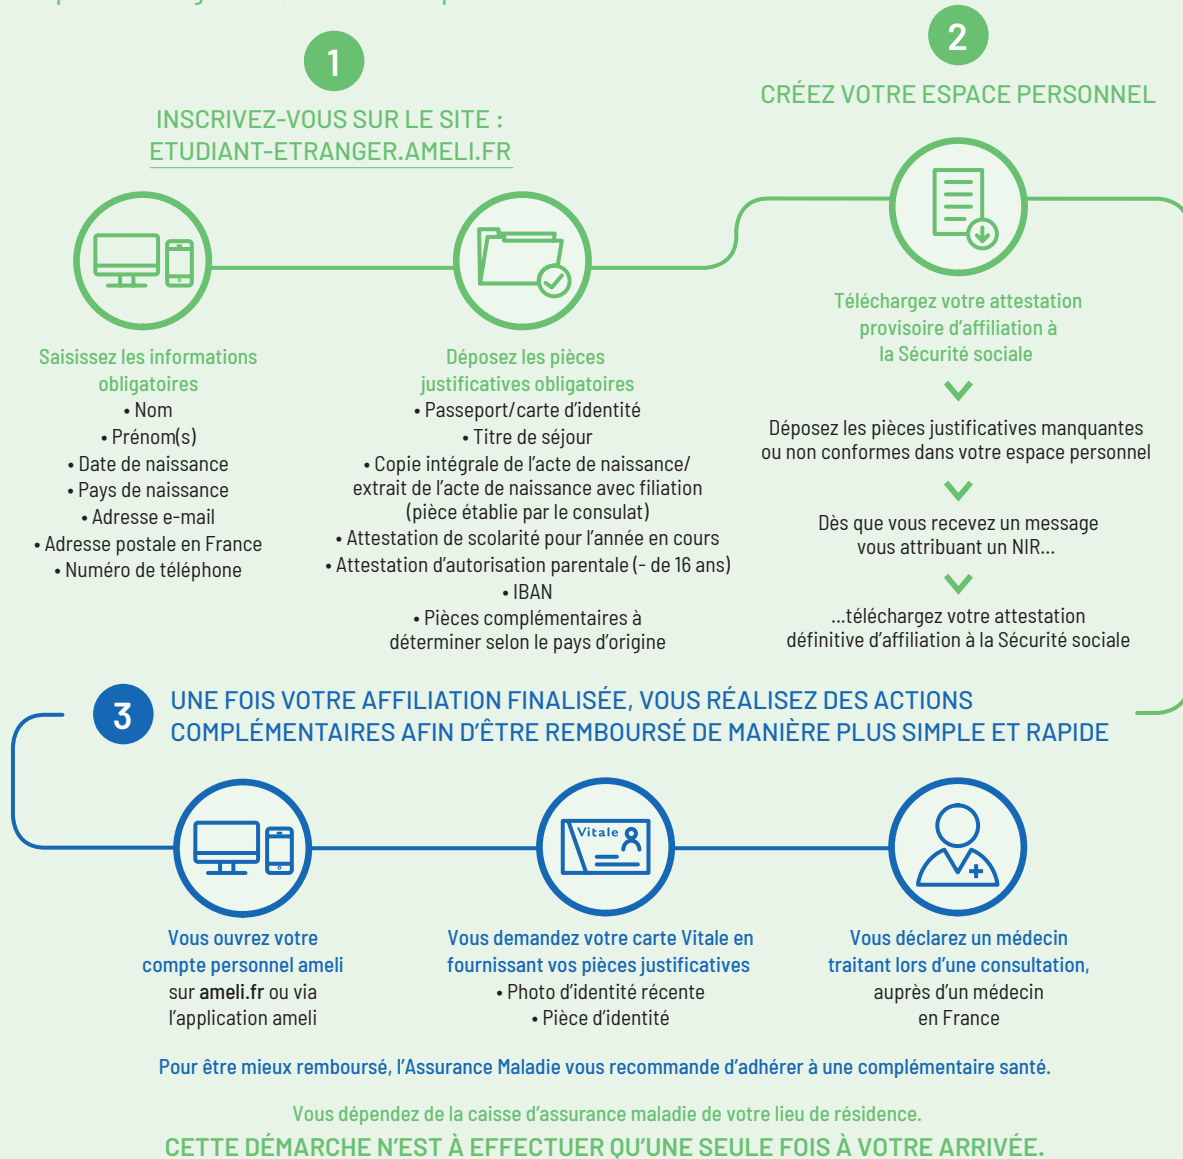 1
INSCRIVEZ-VOUS SUR LE SITE :
ETUDIANT-ETRANGER.AMELI.FR
Saisissez les informations
obligatoires
• Nom
• Prénom(s)
• Date de naissance
• Pays de naissance
• Adresse e-mail
• Adresse postale en France
• Numéro de téléphone
Déposez les pièces
justificatives obligatoires
• Passeport/carte d'identité
• Titre de séjour
• Copie intégrale de l'acte de naissance/
extrait de l'acte de naissance avec filiation
(pièce établie par le consulat)
• Attestation de scolarité pour l'année en cours
• Attestation d'autorisation parentale (- de 16 ans)
• IBAN
• Pièces complémentaires à
déterminer selon le pays d'origine
2
CRÉEZ VOTRE ESPACE PERSONNEL
Téléchargez votre attestation
provisoire d'affiliation à
la Sécurité sociale
Déposez les pièces justificatives manquantes
ou non conformes dans votre espace personnel
Dès que vous recevez un message
vous attribuant un NIR...
...téléchargez votre attestation
définitive d'affiliation à la Sécurité sociale
3
UNE FOIS VOTRE AFFILIATION FINALISÉE, VOUS RÉALISEZ DES ACTIONS
COMPLÉMENTAIRES AFIN D'ÊTRE REMBOURSÉ DE MANIÈRE PLUS SIMPLE ET RAPIDE
Vous ouvrez votre
compte personnel ameli
sur ameli.fr ou via
l'application ameli
Vitale
Vous demandez votre carte Vitale en
fournissant vos pièces justificatives
• Photo d'identité récente
• Pièce d'identité
Vous déclarez un médecin
traitant lors d'une consultation,
auprès d'un médecin
en France
Pour être mieux remboursé, l'Assurance Maladie vous recommande d'adhérer à une complémentaire santé.
Vous dépendez de la caisse d'assurance maladie de votre lieu de résidence.
CETTE DÉMARCHE N'EST À EFFECTUER QU'UNE SEULE FOIS À VOTRE ARRIVÉE.